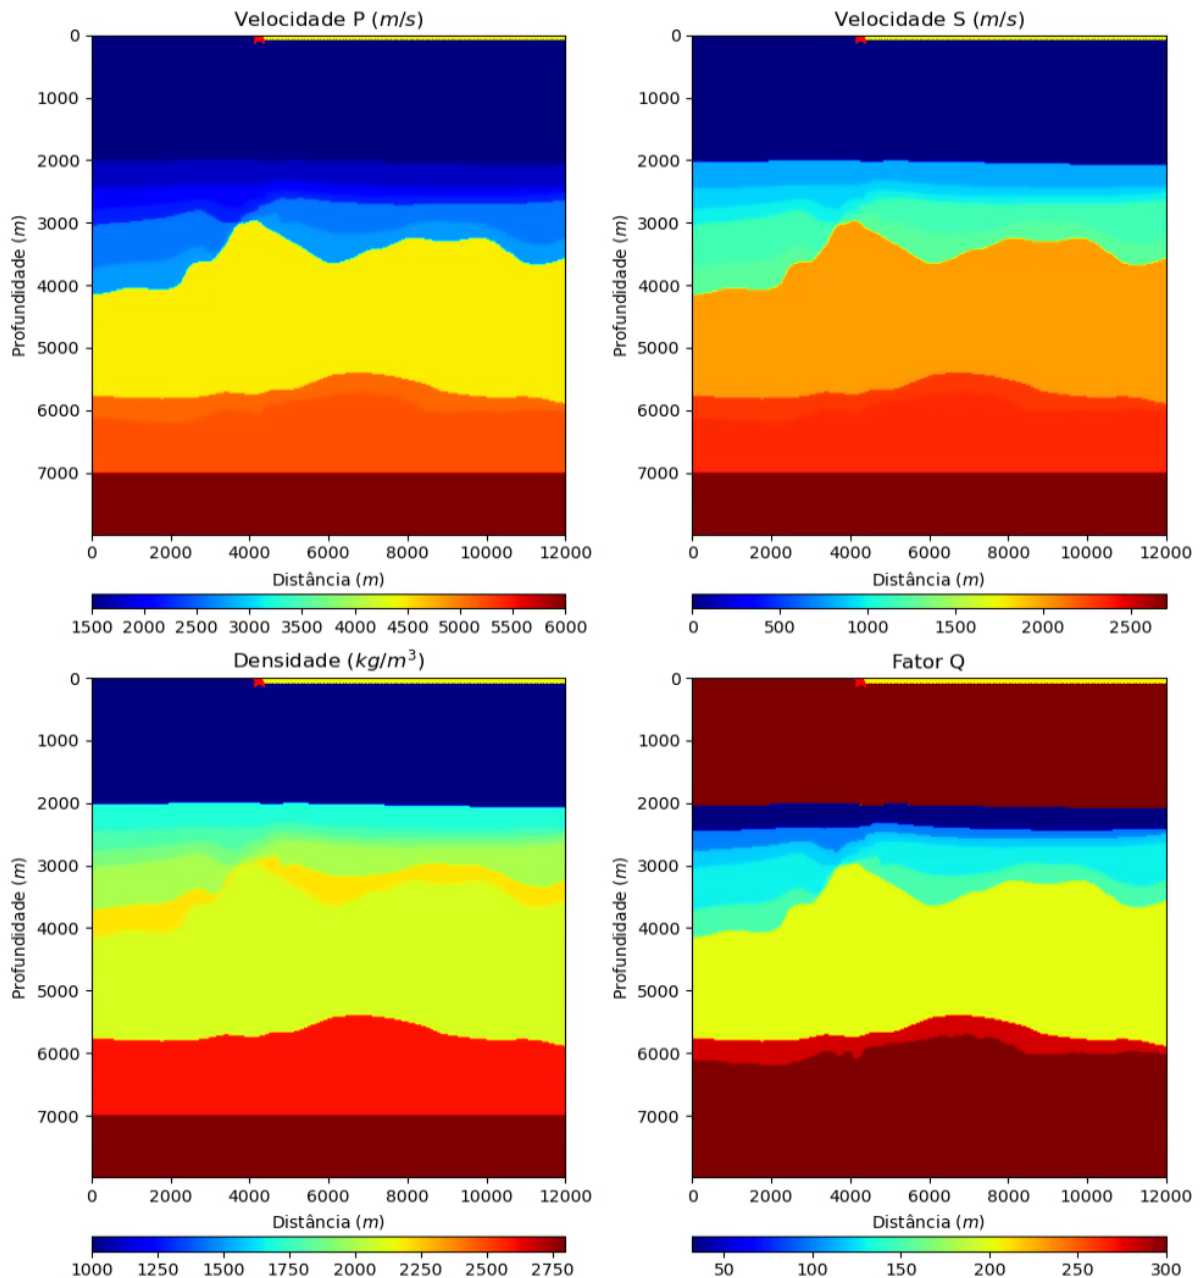 Velocidade P (m/s)
0
1000
2000
3000
4000
5000
6000
7000
Profundidade (m)
0 2000 4000 6000 8000 10000 12000
Distância (m)
1500 2000 2500 3000 3500 4000 4500 5000 5500 6000
Velocidade S (m/s)
0
1000
2000
3000
4000
5000
6000
7000
Profundidade (m)
0 2000 4000 6000 8000 10000 12000
Distância (m)
0 500 1000 1500 2000 2500
Densidade (kg/m³)
0
1000
2000
3000
4000
5000
6000
7000
Profundidade (m)
0 2000 4000 6000 8000 10000 12000
Distância (m)
1000 1250 1500 1750 2000 2250 2500 2750
Fator Q
0
1000
2000
3000
4000
5000
6000
7000
Profundidade (m)
0 2000 4000 6000 8000 10000 12000
Distância (m)
50 100 150 200 250 300